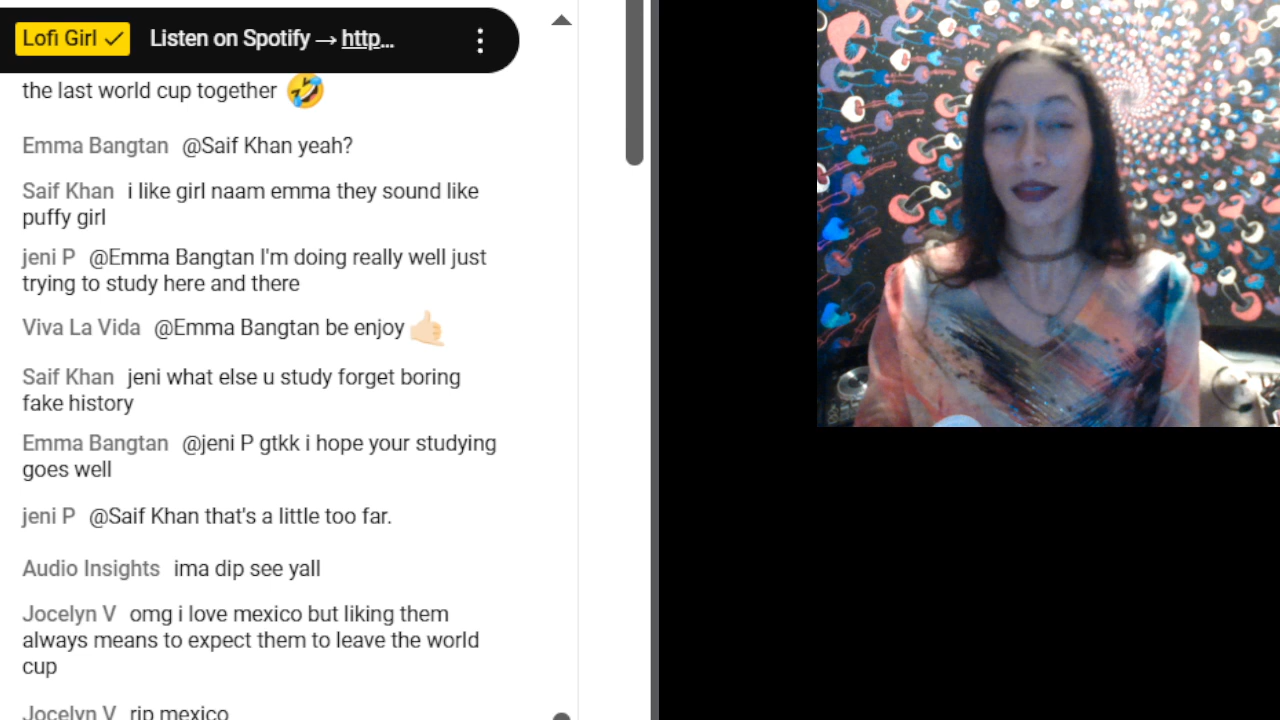 Lofi Girl ✓ Listen on Spotify → http...
the last world cup together 🤣
Emma Bangtan @Saif Khan yeah?
Saif Khan i like girl naam emma they sound like
puffy girl
jeni P @Emma Bangtan I'm doing really well just
trying to study here and there
Viva La Vida @Emma Bangtan be enjoy 🤙🏻
Saif Khan jeni what else u study forget boring
fake history
Emma Bangtan @jeni P gtkk i hope your studying
goes well
jeni P @Saif Khan that's a little too far.
Audio Insights ima dip see yall
Jocelyn V omg i love mexico but liking them
always means to expect them to leave the world
cup
Jocelyn V rip mexico